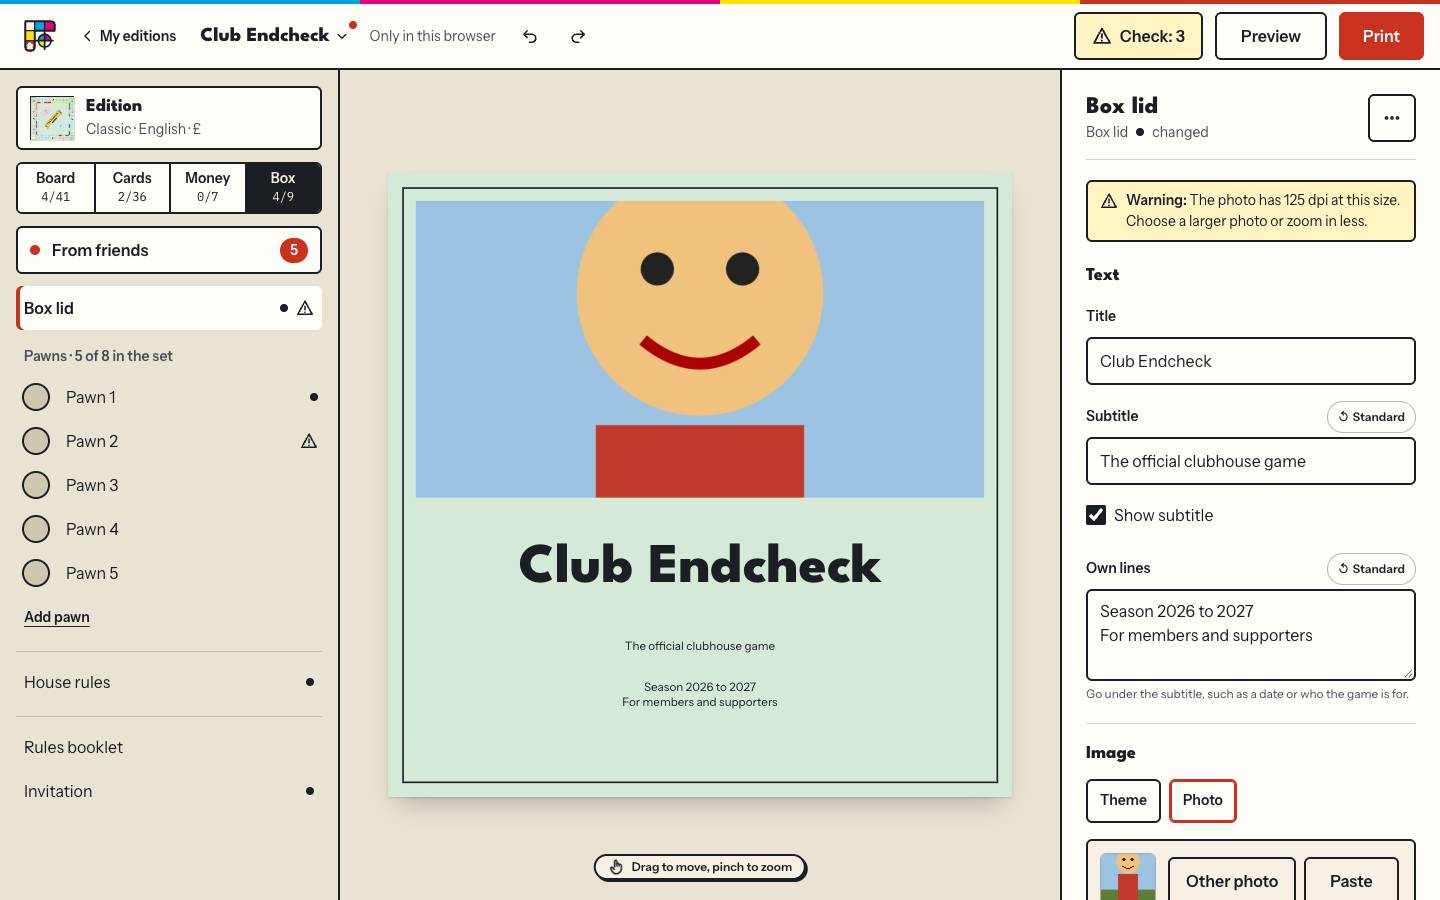 My editions
Club Endcheck
Only in this browser
Check: 3
Preview
Print
Edition
Classic · English · £
Board
4/41
Cards
2/36
Money
0/7
Box
4/9
From friends
5
Box lid
Pawns · 5 of 8 in the set
Pawn 1
Pawn 2
Pawn 3
Pawn 4
Pawn 5
Add pawn
House rules
Rules booklet
Invitation
Club Endcheck
The official clubhouse game
Season 2026 to 2027
For members and supporters
Drag to move, pinch to zoom
Box lid
Box lid changed
Warning: The photo has 125 dpi at this size.
Choose a larger photo or zoom in less.
Text
Title
Club Endcheck
Subtitle
Standard
The official clubhouse game
Show subtitle
Own lines
Standard
Season 2026 to 2027
For members and supporters
Go under the subtitle, such as a date or who the game is for.
Image
Theme
Photo
Other photo
Paste